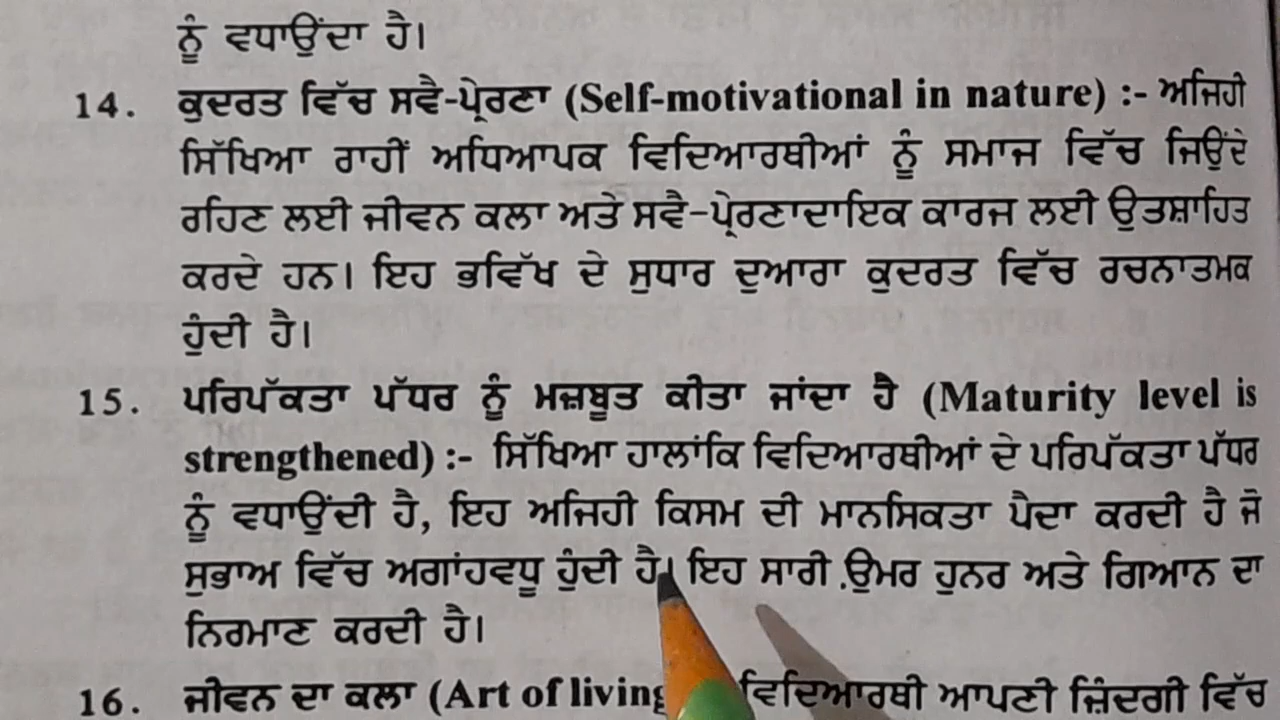 ਨੂੰ ਵਧਾਉਂਦਾ ਹੈ।
14. ਕੁਦਰਤ ਵਿੱਚ ਸਵੈ-ਪ੍ਰੇਰਣਾ (Self-motivational in nature) :- ਅਜਿਹੀ
ਸਿੱਖਿਆ ਰਾਹੀਂ ਅਧਿਆਪਕ ਵਿਦਿਆਰਥੀਆਂ ਨੂੰ ਸਮਾਜ ਵਿੱਚ ਜਿਉਂਦੇ
ਰਹਿਣ ਲਈ ਜੀਵਨ ਕਲਾ ਅਤੇ ਸਵੈ-ਪ੍ਰੇਰਣਾਦਾਇਕ ਕਾਰਜ ਲਈ ਉਤਸ਼ਾਹਿਤ
ਕਰਦੇ ਹਨ। ਇਹ ਭਵਿੱਖ ਦੇ ਸੁਧਾਰ ਦੁਆਰਾ ਕੁਦਰਤ ਵਿੱਚ ਰਚਨਾਤਮਕ
ਹੁੰਦੀ ਹੈ।
15. ਪਰਿਪੱਕਤਾ ਪੱਧਰ ਨੂੰ ਮਜ਼ਬੂਤ ਕੀਤਾ ਜਾਂਦਾ ਹੈ (Maturity level is
strengthened) :- ਸਿੱਖਿਆ ਹਾਲਾਂਕਿ ਵਿਦਿਆਰਥੀਆਂ ਦੇ ਪਰਿਪੱਕਤਾ ਪੱਧਰ
ਨੂੰ ਵਧਾਉਂਦੀ ਹੈ, ਇਹ ਅਜਿਹੀ ਕਿਸਮ ਦੀ ਮਾਨਸਿਕਤਾ ਪੈਦਾ ਕਰਦੀ ਹੈ ਜੋ
ਸੁਭਾਅ ਵਿੱਚ ਅਗਾਂਹਵਧੂ ਹੁੰਦੀ ਹੈ। ਇਹ ਸਾਰੀ ਉਮਰ ਹੁਨਰ ਅਤੇ ਗਿਆਨ ਦਾ
ਨਿਰਮਾਣ ਕਰਦੀ ਹੈ।
16. ਜੀਵਨ ਦਾ ਕਲਾ (Art of living ਵਿਦਿਆਰਥੀ ਆਪਣੀ ਜ਼ਿੰਦਗੀ ਵਿੱਚ